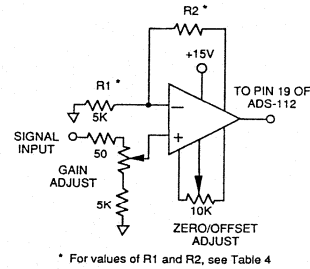 R2 *
+15V
R1 *
5K
−
+
TO PIN 19 OF
ADS-112
SIGNAL
INPUT
50
GAIN
ADJUST
5K
10K
ZERO/OFFSET
ADJUST
* For values of R1 and R2, see Table 4